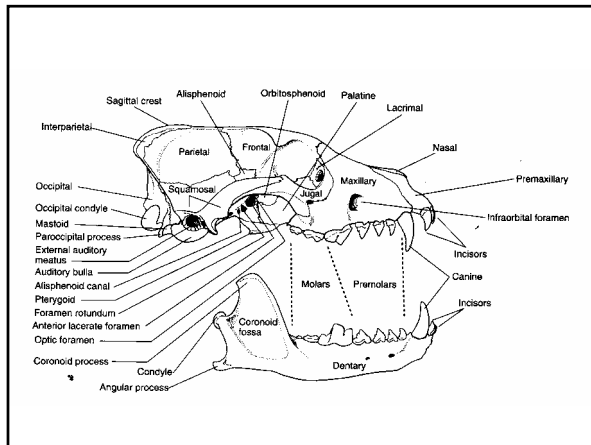 Sagittal crest
Alisphenoid
Orbitosphenoid
Palatine
Lacrimal
Interparietal
Parietal
Frontal
Nasal
Premaxillary
Occipital
Squamosal
Jugal
Maxillary
Occipital condyle
Infraorbital foramen
Mastoid
Paroccipital process
External auditory
meatus
Incisors
Auditory bulla
Canine
Alisphenoid canal
Pterygoid
Molars
Premolars
Incisors
Foramen rotundum
Anterior lacerate foramen
Optic foramen
Coronoid
fossa
Coronoid process
Dentary
Condyle
Angular process